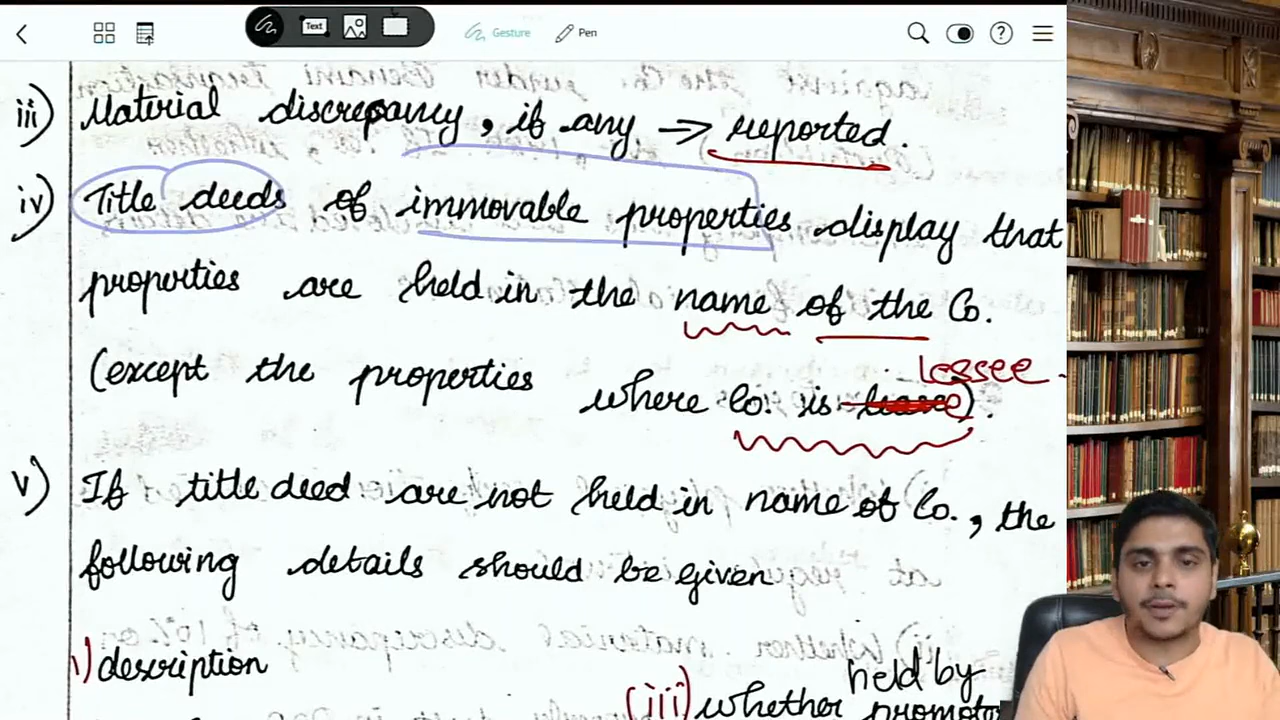 Text
Gesture
Pen
iii) Material discrepancy, if any → reported.
iv) Title deeds of immovable properties display that
properties are held in the name of the Co.
lessee
(except the properties where Co. is ).
v) If title deed are not held in name of Co., the
following details should be given
i) description
held by
(iii) whether promoto